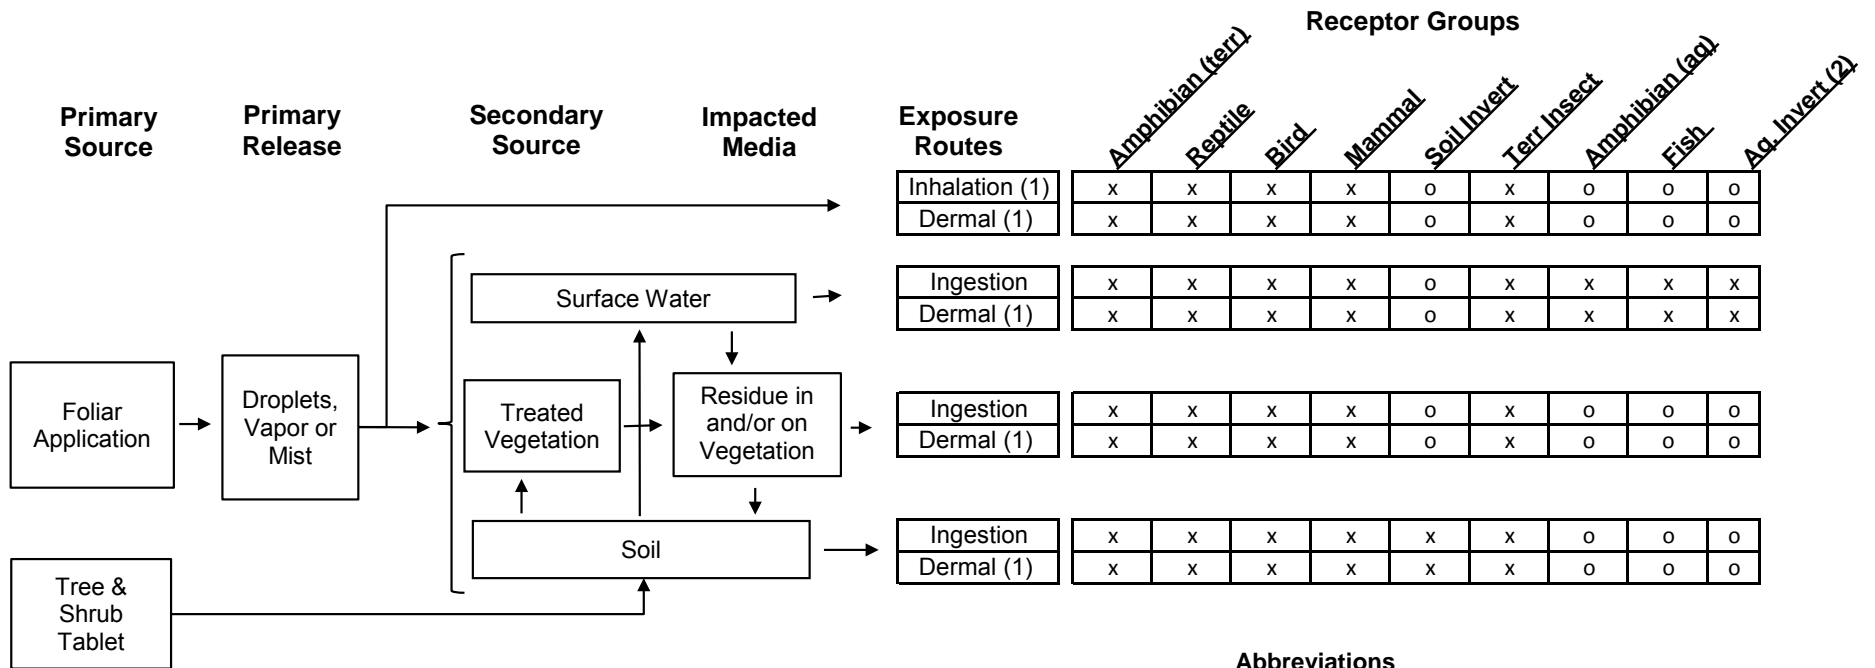 Receptor Groups
Primary
Source
Primary
Release
Secondary
Source
Impacted
Media
Exposure
Routes
Amphibian (terr)
Reptile
Bird
Mammal
Soil Invert
Terr Insect
Amphibian (aq)
Fish
Aq. Invert (2)
Inhalation (1) x x x x o x o o o
Dermal (1) x x x x o x o o o
Surface Water
Ingestion x x x x o x x x x
Dermal (1) x x x x o x x x x
Foliar
Application
Droplets,
Vapor or
Mist
Treated
Vegetation
Residue in
and/or on
Vegetation
Ingestion x x x x o x o o o
Dermal (1) x x x x o x o o o
Soil
Ingestion x x x x x x o o o
Dermal (1) x x x x x x o o o
Tree &
Shrub
Tablet
Abbreviations